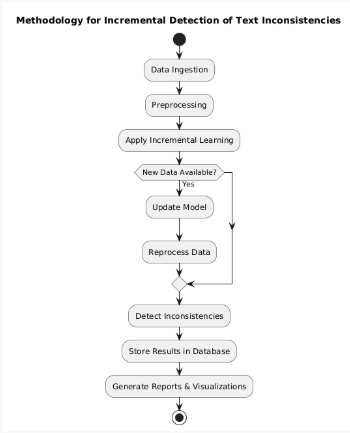 Methodology for Incremental Detection of Text Inconsistencies
Data Ingestion
Preprocessing
Apply Incremental Learning
New Data Available?
Yes
Update Model
Reprocess Data
Detect Inconsistencies
Store Results in Database
Generate Reports & Visualizations